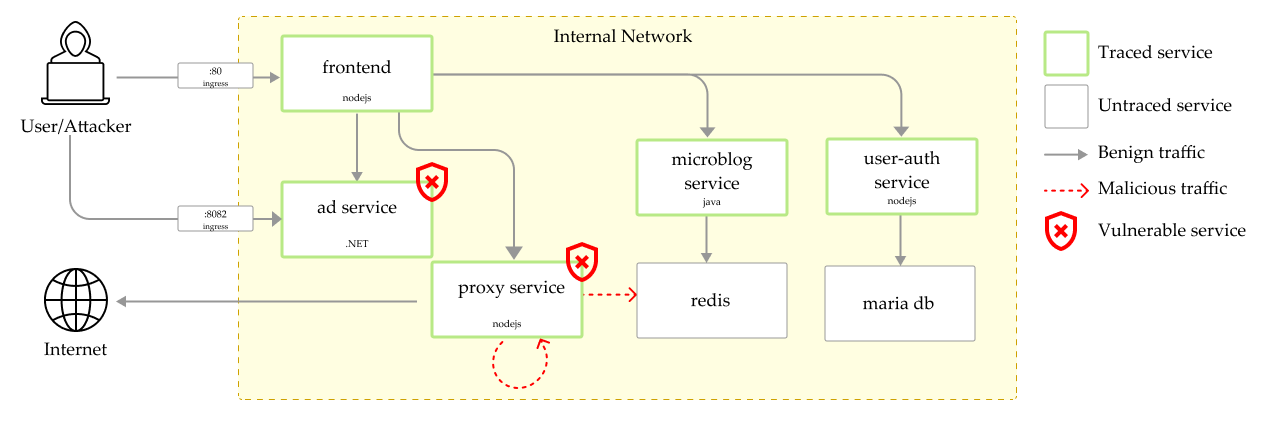 Internal Network
:80
ingress
frontend
nodejs
User/Attacker
microblog
service
java
user-auth
service
nodejs
:8082
ingress
ad service
.NET
proxy service
nodejs
redis
maria db
Internet
Traced service
Untraced service
Benign traffic
Malicious traffic
Vulnerable service